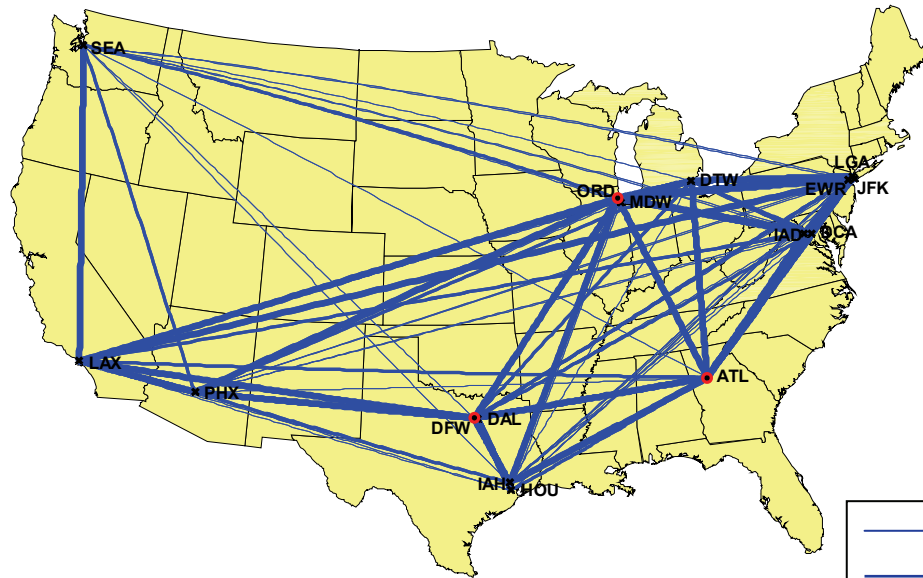 SEA
LGA
ORD
DTW
EWR
JFK
MDW
IAD
DCA
LAX
ATL
PHX
DAL
DFW
IAH
HOU